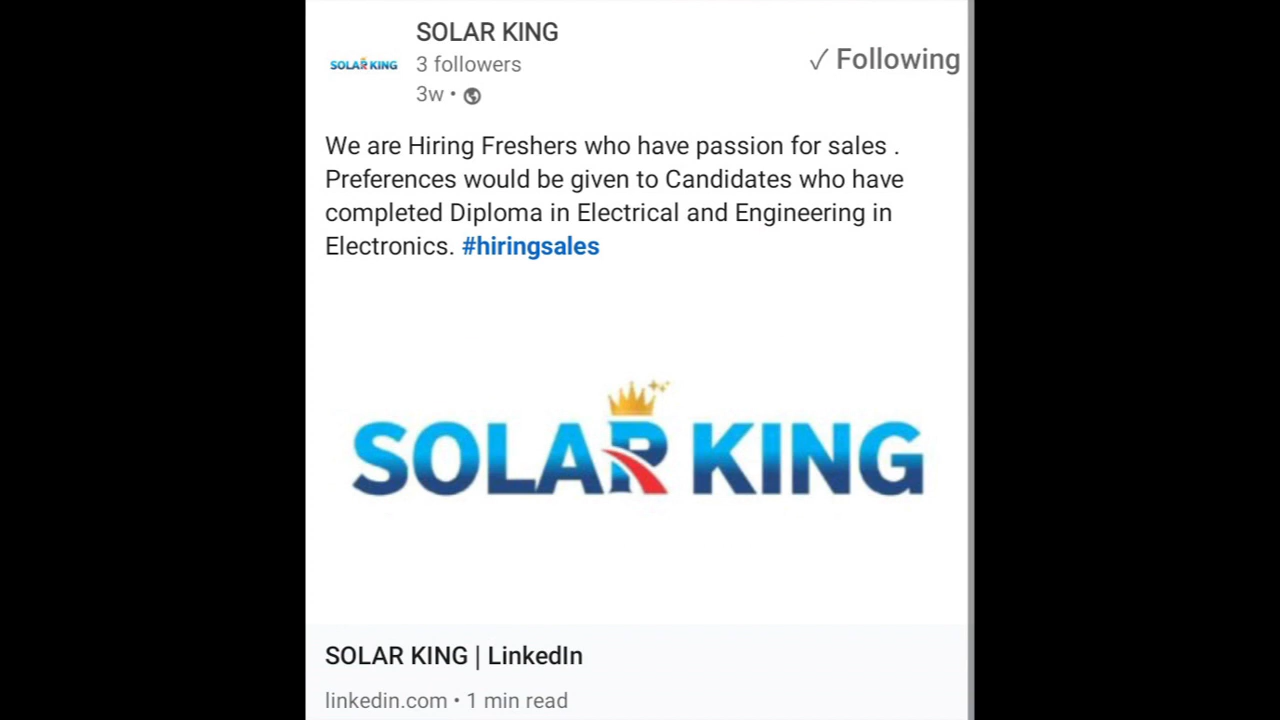 SOLAR KING
SOLAR KING
3 followers
✓ Following
3w •
We are Hiring Freshers who have passion for sales .
Preferences would be given to Candidates who have
completed Diploma in Electrical and Engineering in
Electronics. #hiringsales
SOLAR KING
SOLAR KING | LinkedIn
linkedin.com • 1 min read